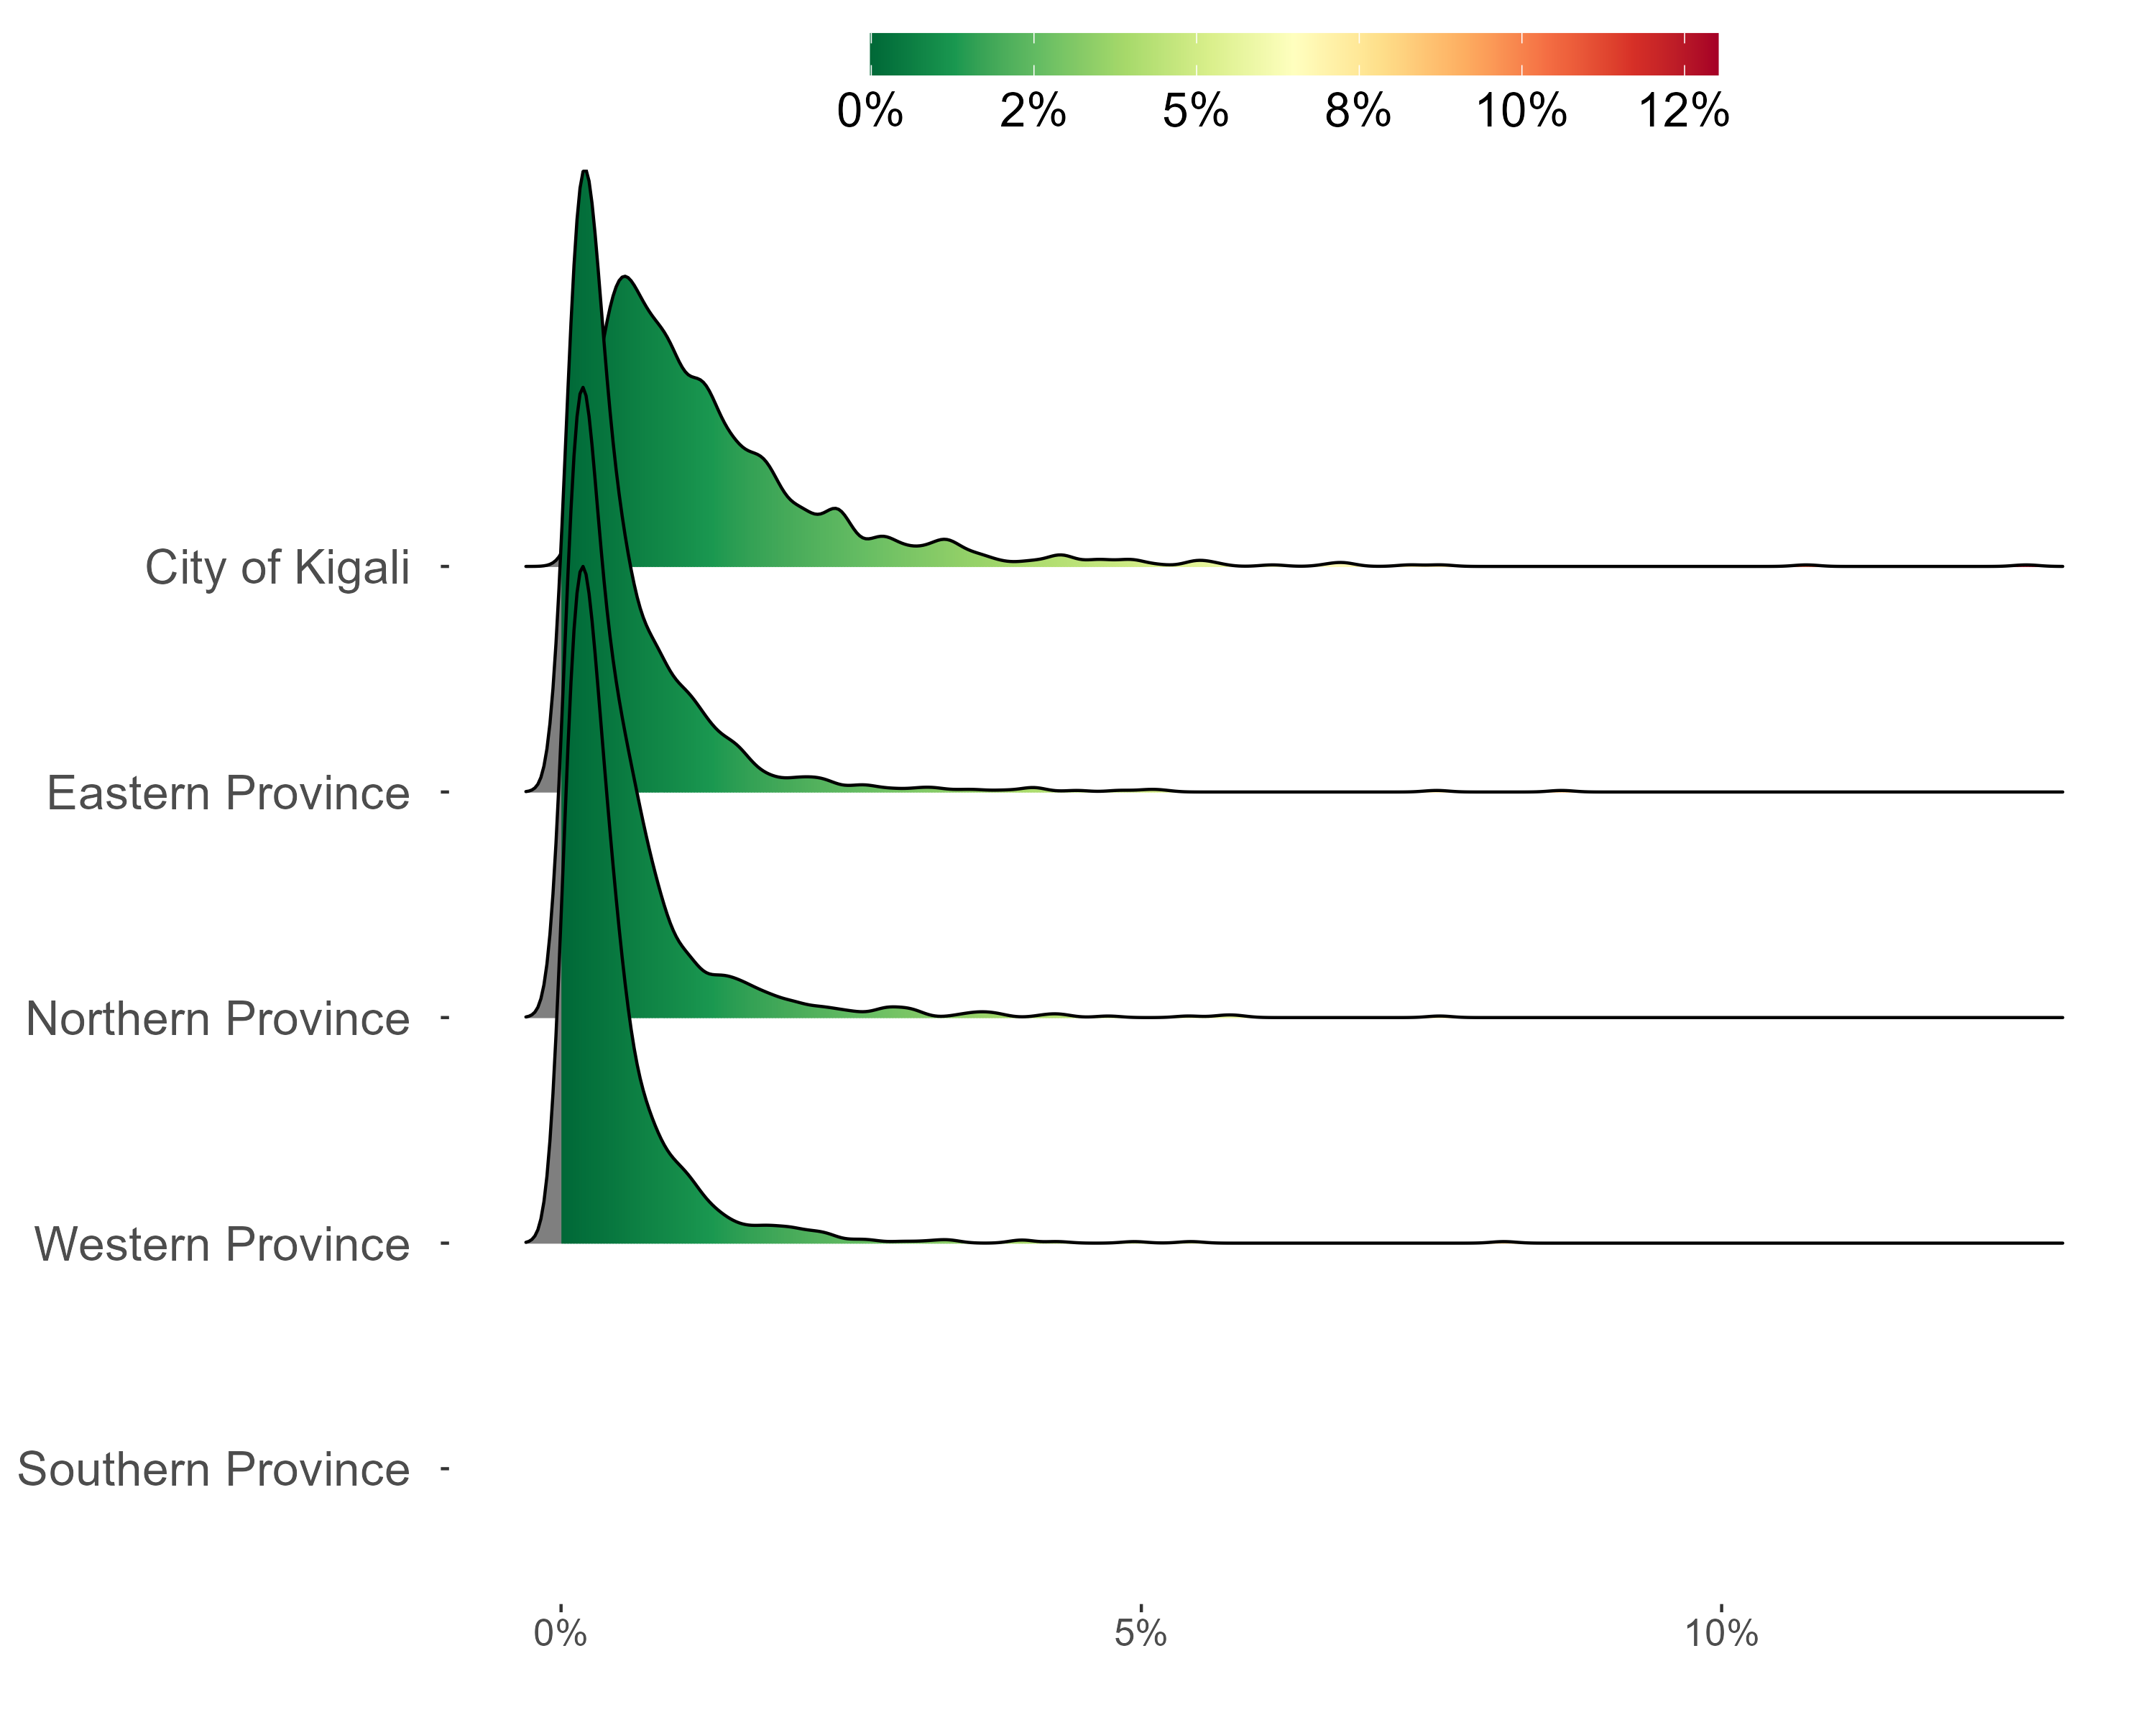 0% 2% 5% 8% 10% 12%
City of Kigali
Eastern Province
Northern Province
Western Province
Southern Province
0% 5% 10%